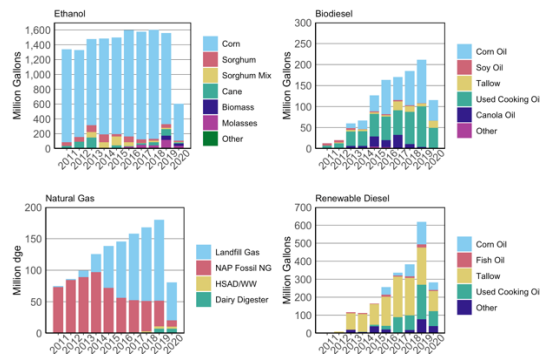 Ethanol
Million Gallons
1,600
1,400
1,200
1,000
800
600
400
200
0
2011
2012
2013
2014
2015
2016
2017
2018
2019
2020
Corn
Sorghum
Sorghum Mix
Cane
Biomass
Molasses
Other
Biodiesel
Million Gallons
300
250
200
150
100
50
0
2011
2012
2013
2014
2015
2016
2017
2018
2019
2020
Corn Oil
Soy Oil
Tallow
Used Cooking Oil
Canola Oil
Other
Natural Gas
Million dge
200
150
100
50
0
2011
2012
2013
2014
2015
2016
2017
2018
2019
2020
Landfill Gas
NAP Fossil NG
HSAD/WW
Dairy Digester
Renewable Diesel
Million Gallons
700
600
500
400
300
200
100
0
2011
2012
2013
2014
2015
2016
2017
2018
2019
2020
Corn Oil
Fish Oil
Tallow
Used Cooking Oil
Other